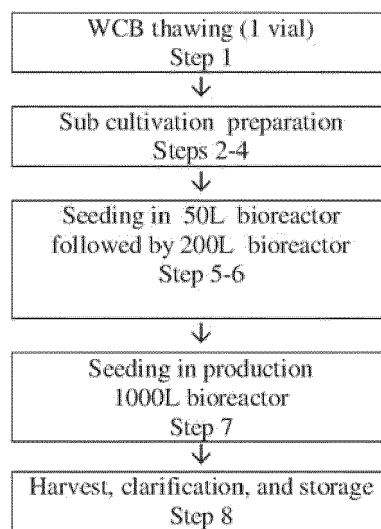 WCB thawing (1 vial)
Step 1
Sub cultivation preparation
Steps 2-4
Seeding in 50L bioreactor
followed by 200L bioreactor
Step 5-6
Seeding in production
1000L bioreactor
Step 7
Harvest, clarification, and storage
Step 8